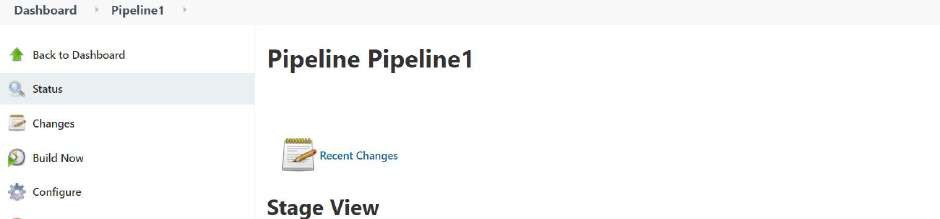 Dashboard Pipeline1
Back to Dashboard
Status
Changes
Build Now
Configure
Pipeline Pipeline1
Recent Changes
Stage View